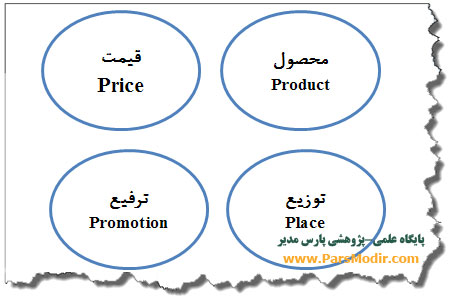 محصول
Product
قیمت
Price
توزیع
Place
ترفیع
Promotion
پایگاه علمی-پژوهشی پارس مدیر
www.ParsModir.com